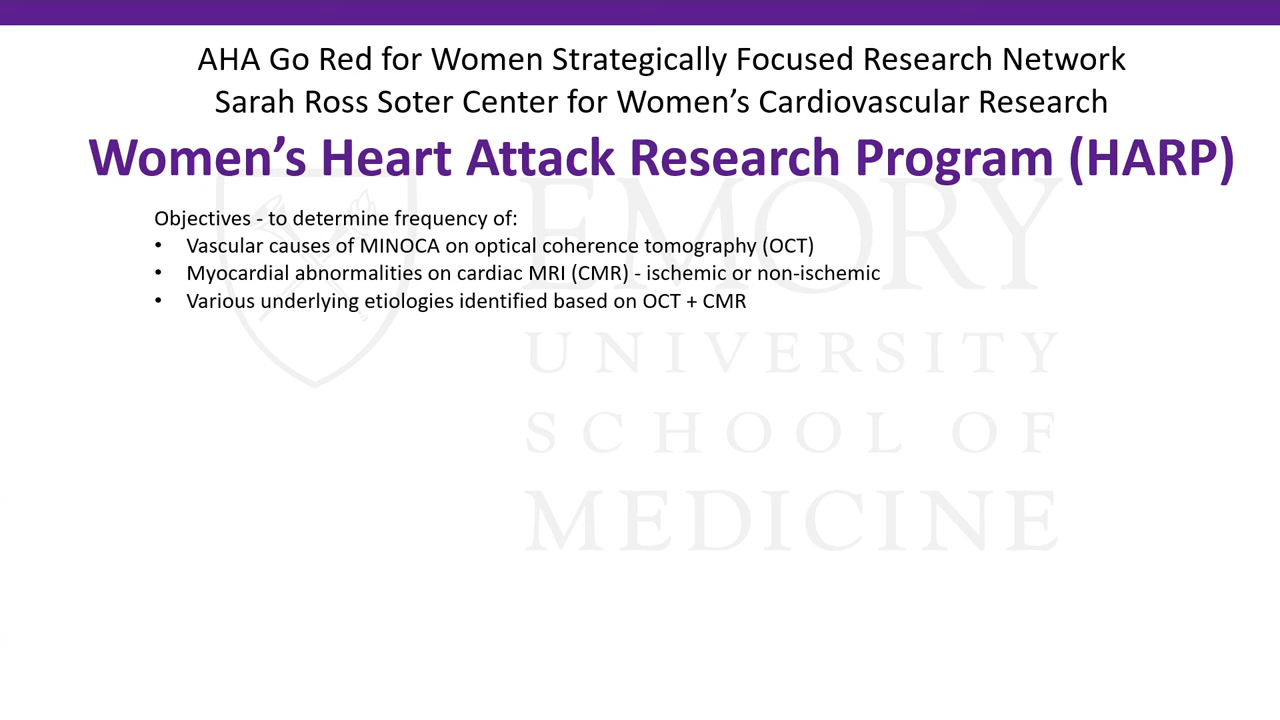 AHA Go Red for Women Strategically Focused Research Network
Sarah Ross Soter Center for Women’s Cardiovascular Research
Women’s Heart Attack Research Program (HARP)
Objectives - to determine frequency of:
• Vascular causes of MINOCA on optical coherence tomography (OCT)
• Myocardial abnormalities on cardiac MRI (CMR) - ischemic or non-ischemic
• Various underlying etiologies identified based on OCT + CMR
EMORY
UNIVERSITY
SCHOOL OF
MEDICINE